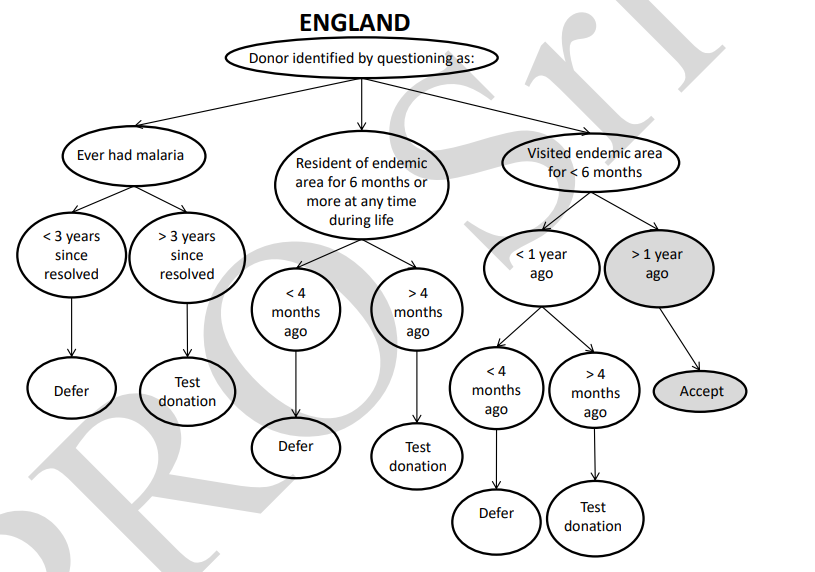 ENGLAND
Donor identified by questioning as:
Ever had malaria
Resident of endemic
area for 6 months or
more at any time
during life
Visited endemic area
for < 6 months
< 3 years
since
resolved
> 3 years
since
resolved
< 4
months
ago
> 4
months
ago
< 1 year
ago
> 1 year
ago
Defer
Test
donation
Defer
Test
donation
< 4
months
ago
> 4
months
ago
Accept
Defer
Test
donation